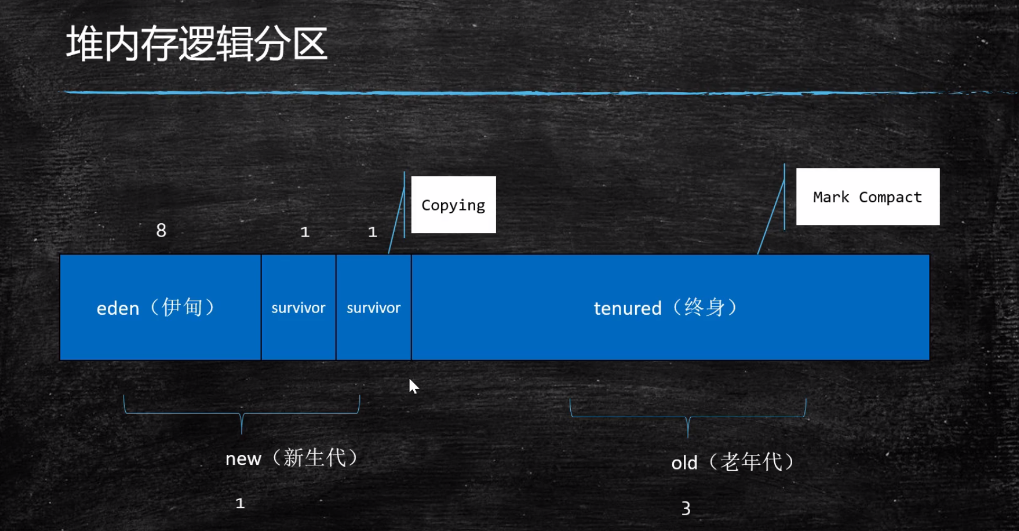 堆内存逻辑分区
Copying
Mark Compact
8
1
1
eden（伊甸）
survivor
survivor
tenured（终身）
new（新生代）
old（老年代）
1
3